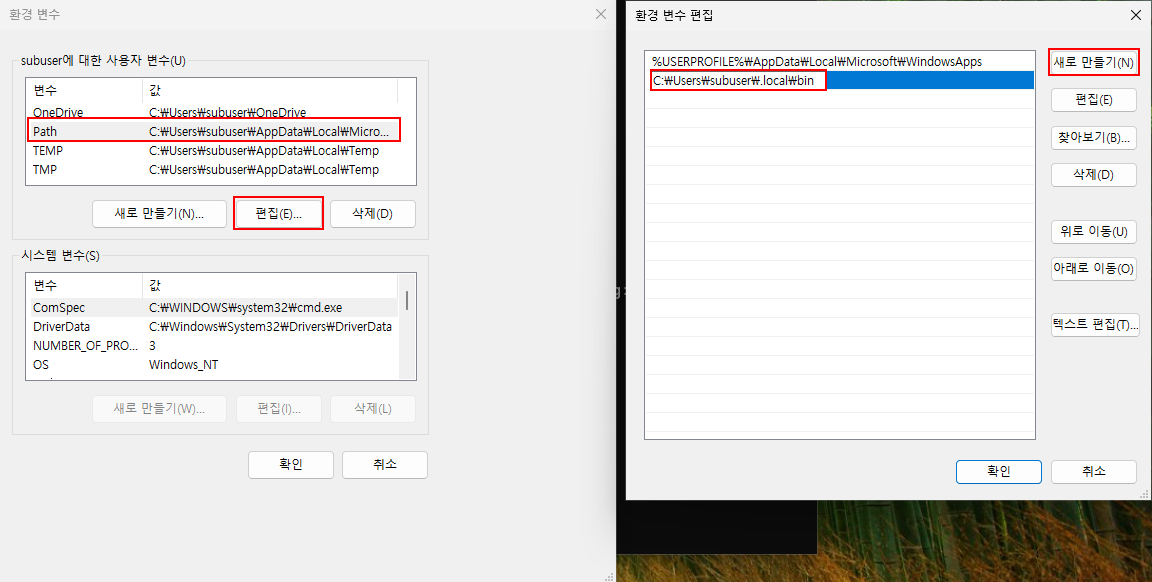 환경 변수
subuser에 대한 사용자 변수(U)
변수 값
OneDrive C:₩Users₩subuser₩OneDrive
Path C:₩Users₩subuser₩AppData₩Local₩Micro...
TEMP C:₩Users₩subuser₩AppData₩Local₩Temp
TMP C:₩Users₩subuser₩AppData₩Local₩Temp
새로 만들기(N)... 편집(E)... 삭제(D)
시스템 변수(S)
변수 값
ComSpec C:₩WINDOWS₩system32₩cmd.exe
DriverData C:₩Windows₩System32₩Drivers₩DriverData
NUMBER_OF_PRO... 3
OS Windows_NT
새로 만들기(W)... 편집(I)... 삭제(L)
확인 취소
환경 변수 편집
%USERPROFILE%₩AppData₩Local₩Microsoft₩WindowsApps
C:₩Users₩subuser₩.local₩bin
새로 만들기(N)
편집(E)
찾아보기(B)...
삭제(D)
위로 이동(U)
아래로 이동(O)
텍스트 편집(T)...
확인 취소